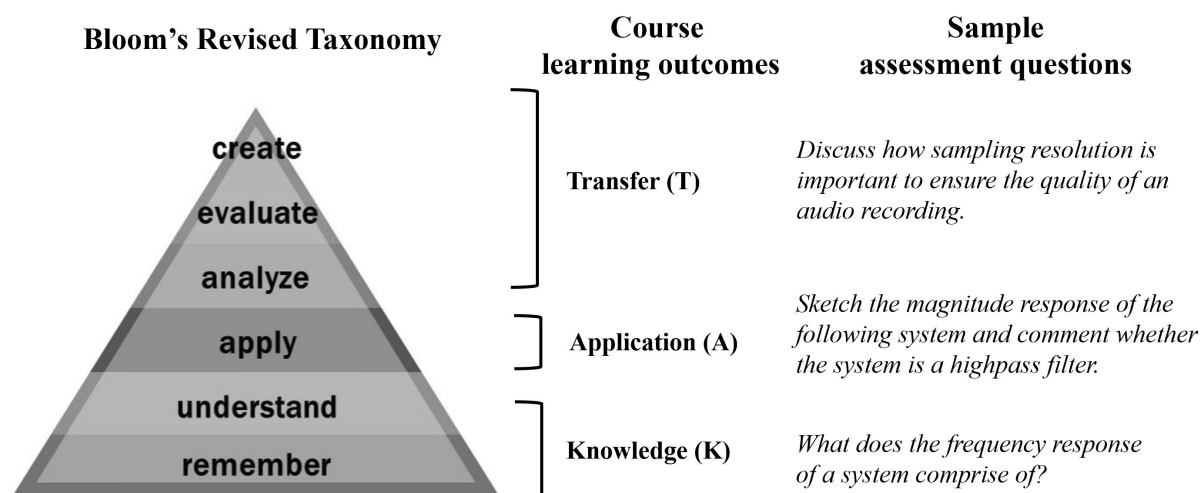 Bloom's Revised Taxonomy
Course
learning outcomes
Sample
assessment questions
create
evaluate
analyze
apply
understand
remember
Transfer (T)
Application (A)
Knowledge (K)
Discuss how sampling resolution is
important to ensure the quality of an
audio recording.
Sketch the magnitude response of the
following system and comment whether
the system is a highpass filter.
What does the frequency response
of a system comprise of?